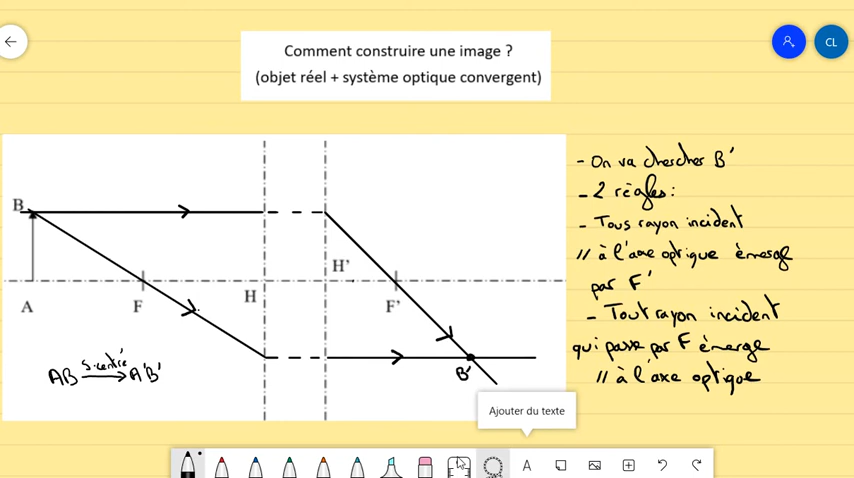 CL
Comment construire une image ?
(objet réel + système optique convergent)
B
A
F
H
H'
F'
B'
AB S.centré A'B'
- On va chercher B'
- 2 règles:
- Tous rayon incident
// à l'axe optique émerge
par F'
- Tout rayon incident
qui passe par F émerge
// à l'axe optique
Ajouter du texte
A